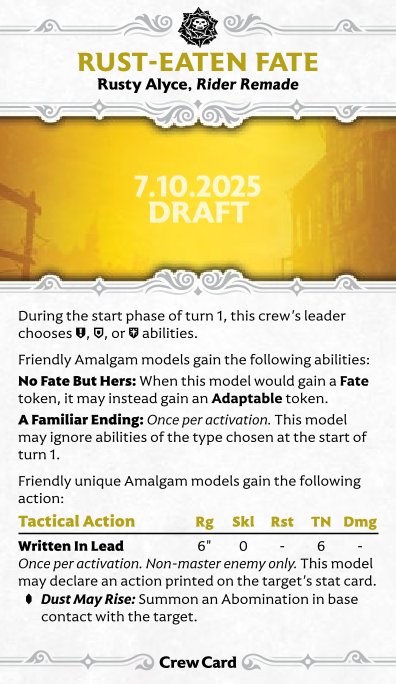 RUST-EATEN FATE
Rusty Alyce, Rider Remade
7.10.2025
DRAFT
During the start phase of turn 1, this crew's leader
chooses , , or abilities.
Friendly Amalgam models gain the following abilities:
No Fate But Hers: When this model would gain a Fate
token, it may instead gain an Adaptable token.
A Familiar Ending: Once per activation. This model
may ignore abilities of the type chosen at the start of
turn 1.
Friendly unique Amalgam models gain the following
action:
Tactical Action Rg Skl Rst TN Dmg
Written In Lead 6" 0 - 6 -
Once per activation. Non-master enemy only. This model
may declare an action printed on the target's stat card.
Dust May Rise: Summon an Abomination in base
contact with the target.
Crew Card